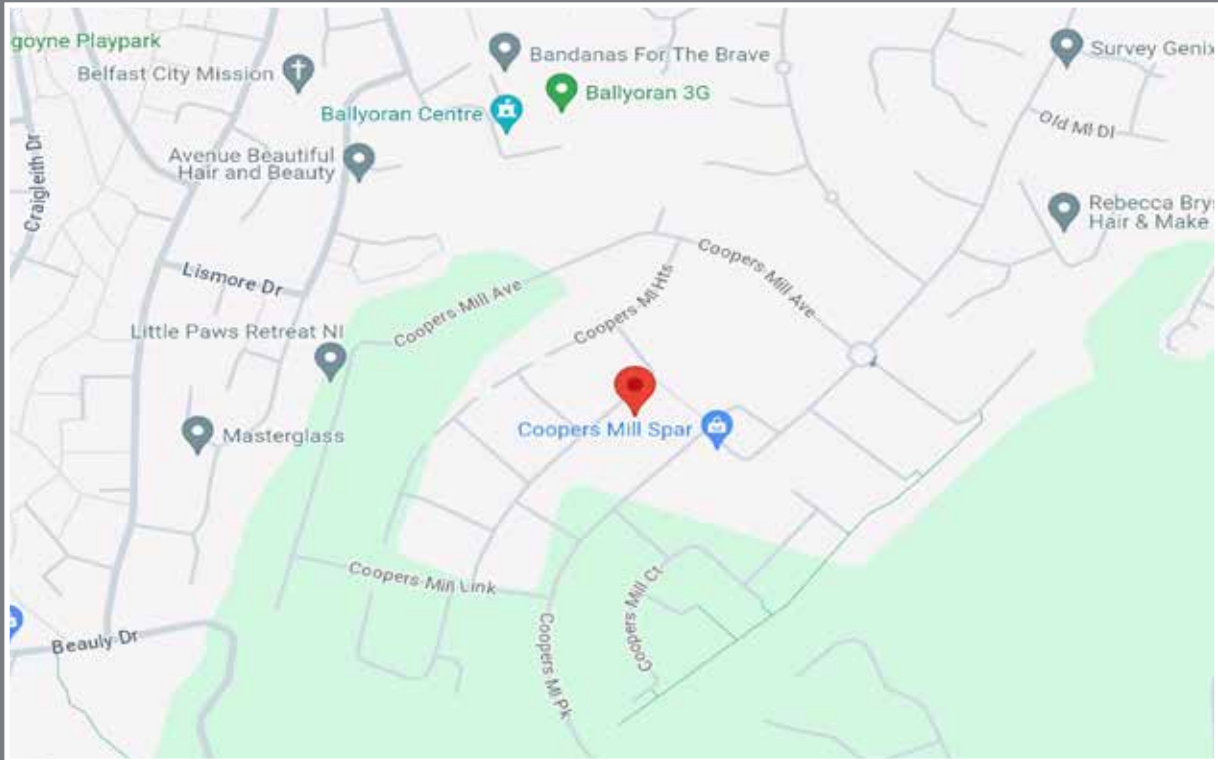 goyne Playpark
Belfast City Mission
Bandanas For The Brave
Survey Genix
Ballyoran 3G
Ballyoran Centre
Old Ml Dl
Avenue Beautiful
Hair and Beauty
Craigleith Dr
Rebecca Brys
Hair & Make
Lismore Dr
Coopers Mill Ave
Coopers Ml Hts
Coopers Mill Ave
Little Paws Retreat NI
Coopers Mill Spar
Masterglass
Coopers Mill Link
Coopers Mill Ct
Coopers Ml Pk
Beauly Dr